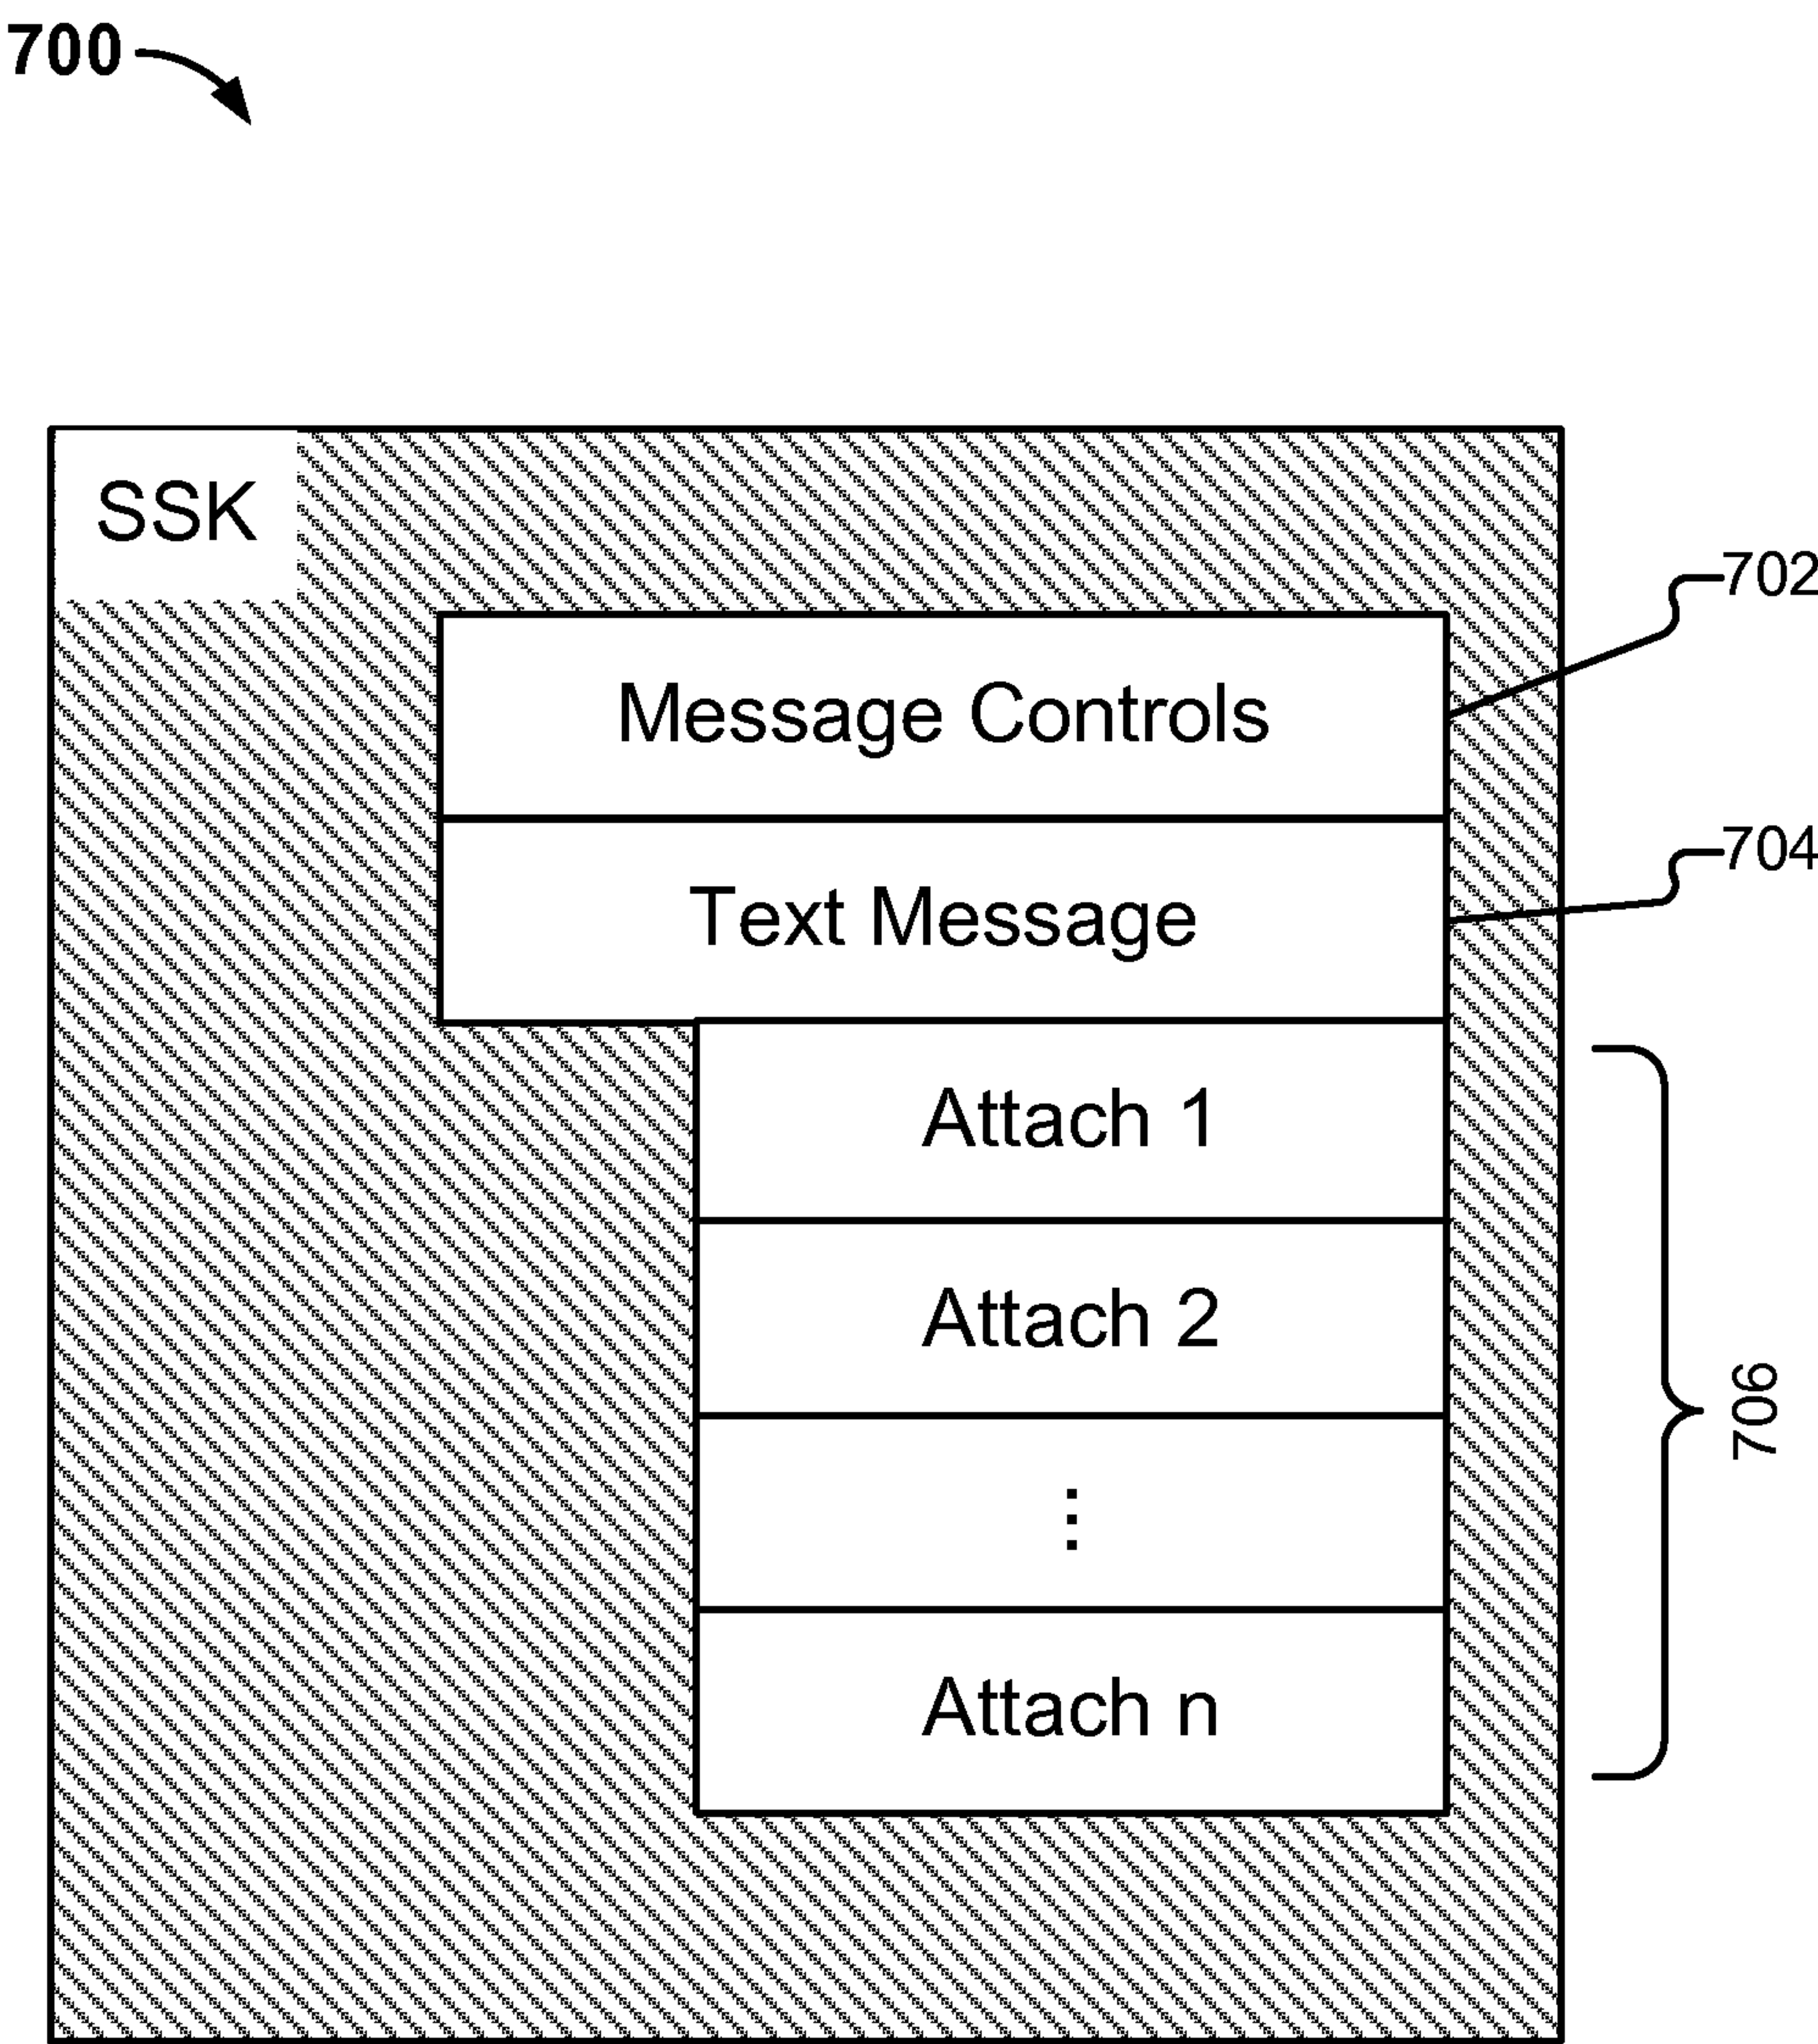 700
SSK
702
Message Controls
704
Text Message
Attach 1
Attach 2
⋮
706
Attach n